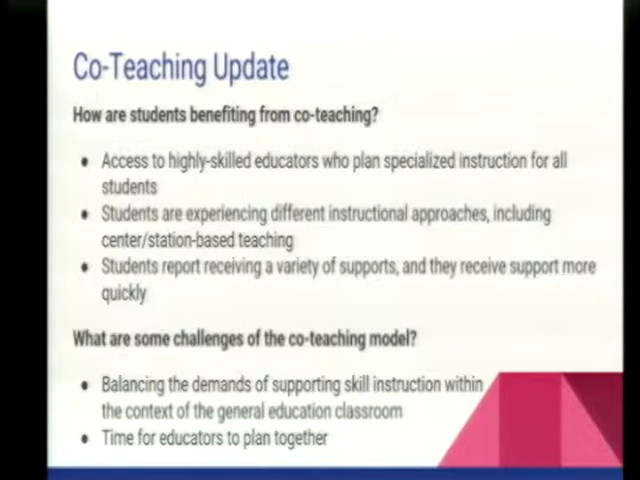 Co-Teaching Update
How are students benefiting from co-teaching?
● Access to highly-skilled educators who plan specialized instruction for all
students
● Students are experiencing different instructional approaches, including
center/station-based teaching
● Students report receiving a variety of supports, and they receive support more
quickly
What are some challenges of the co-teaching model?
● Balancing the demands of supporting skill instruction within
the context of the general education classroom
● Time for educators to plan together